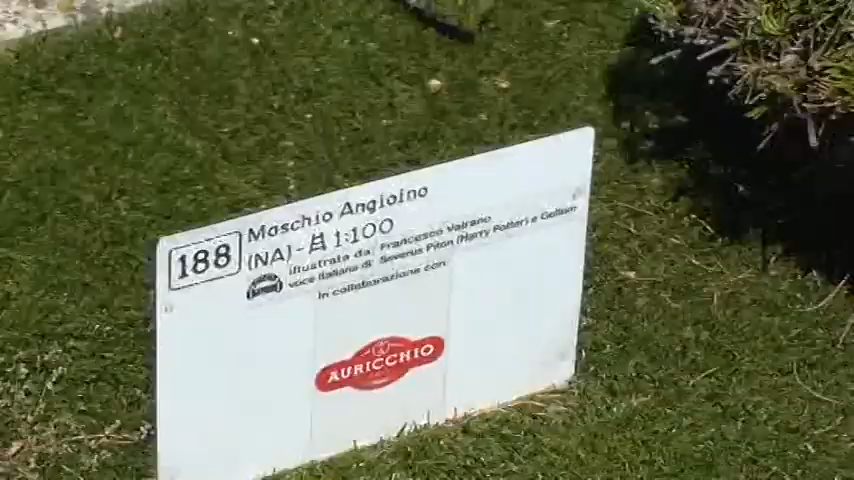 188
Maschio Angioino
(NA) - 1:100
illustrata da: Francesco Vairano
voce italiana di: Severus Piton (Harry Potter) e Gollum
In collaborazione con
AURICCHIO